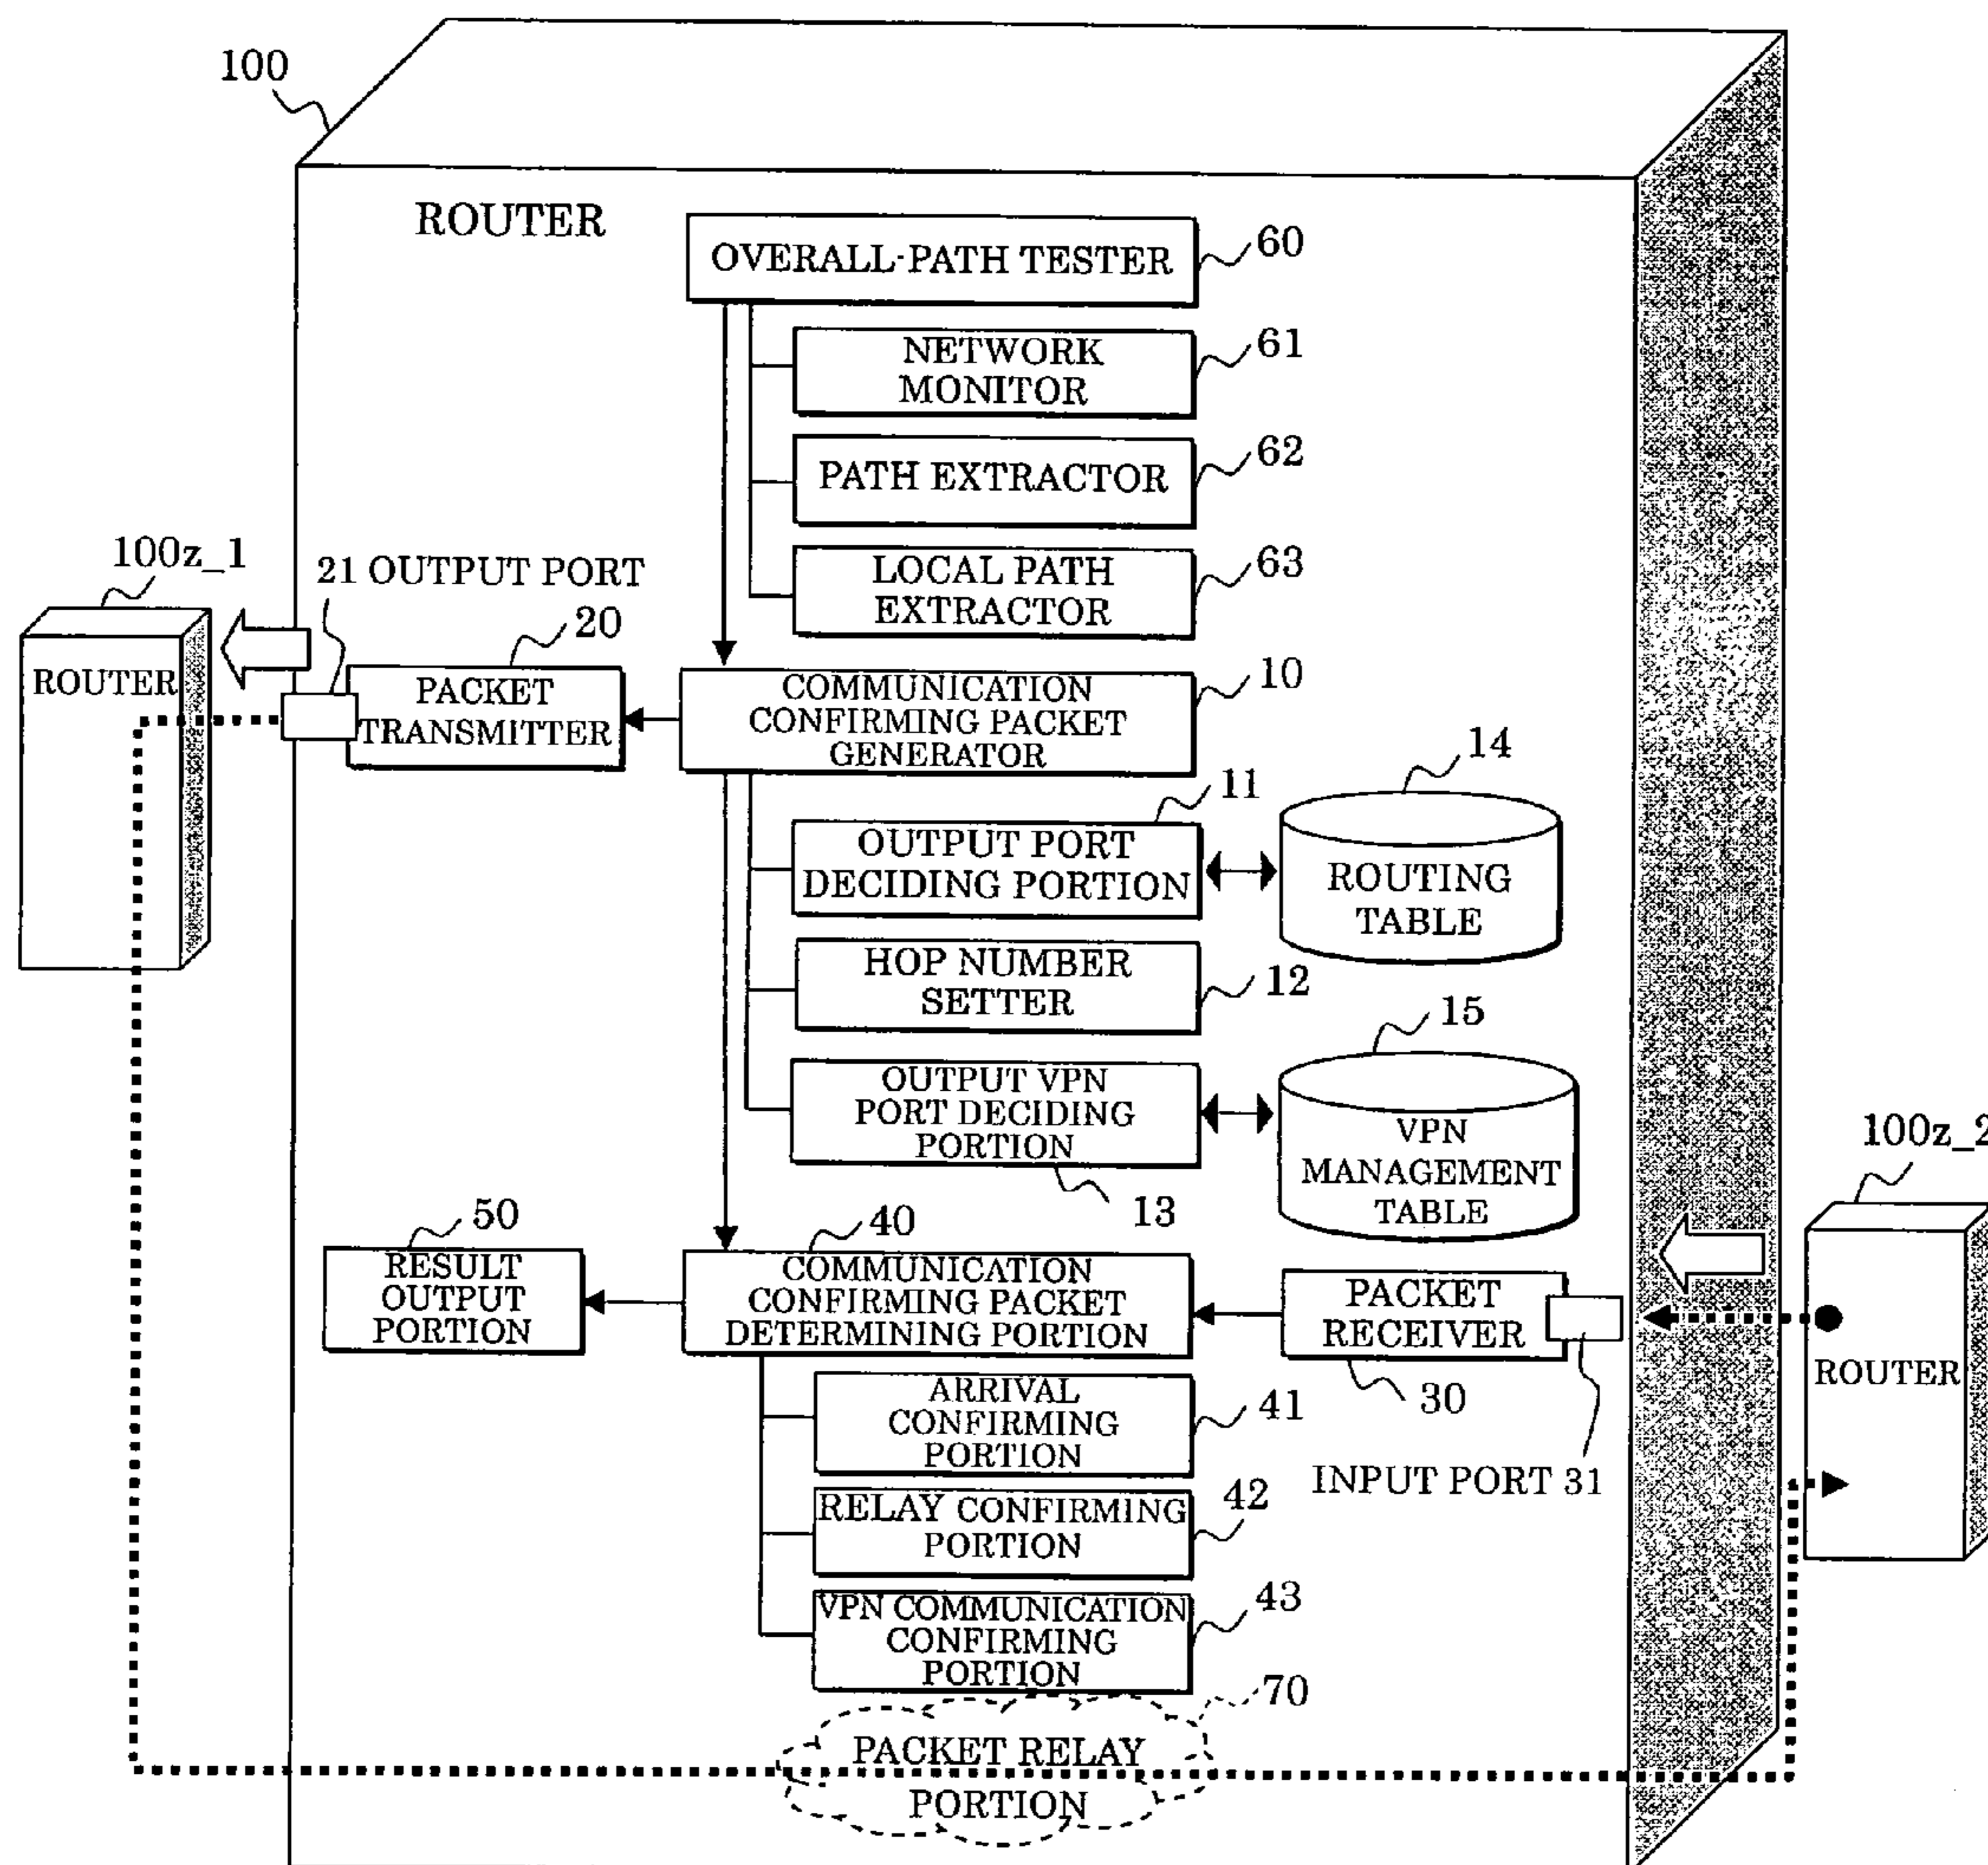 100
ROUTER
OVERALL-PATH TESTER
60
NETWORK
MONITOR
61
PATH EXTRACTOR
62
LOCAL PATH
EXTRACTOR
63
100z_1
ROUTER
21 OUTPUT PORT
20
PACKET
TRANSMITTER
COMMUNICATION
CONFIRMING PACKET
GENERATOR
10
11
OUTPUT PORT
DECIDING PORTION
14
ROUTING
TABLE
HOP NUMBER
SETTER
12
OUTPUT VPN
PORT DECIDING
PORTION
13
15
VPN
MANAGEMENT
TABLE
100z_2
ROUTER
50
RESULT
OUTPUT
PORTION
40
COMMUNICATION
CONFIRMING PACKET
DETERMINING PORTION
PACKET
RECEIVER
30
INPUT PORT 31
ARRIVAL
CONFIRMING
PORTION
41
RELAY CONFIRMING
PORTION
42
VPN COMMUNICATION
CONFIRMING
PORTION
43
70
PACKET RELAY
PORTION